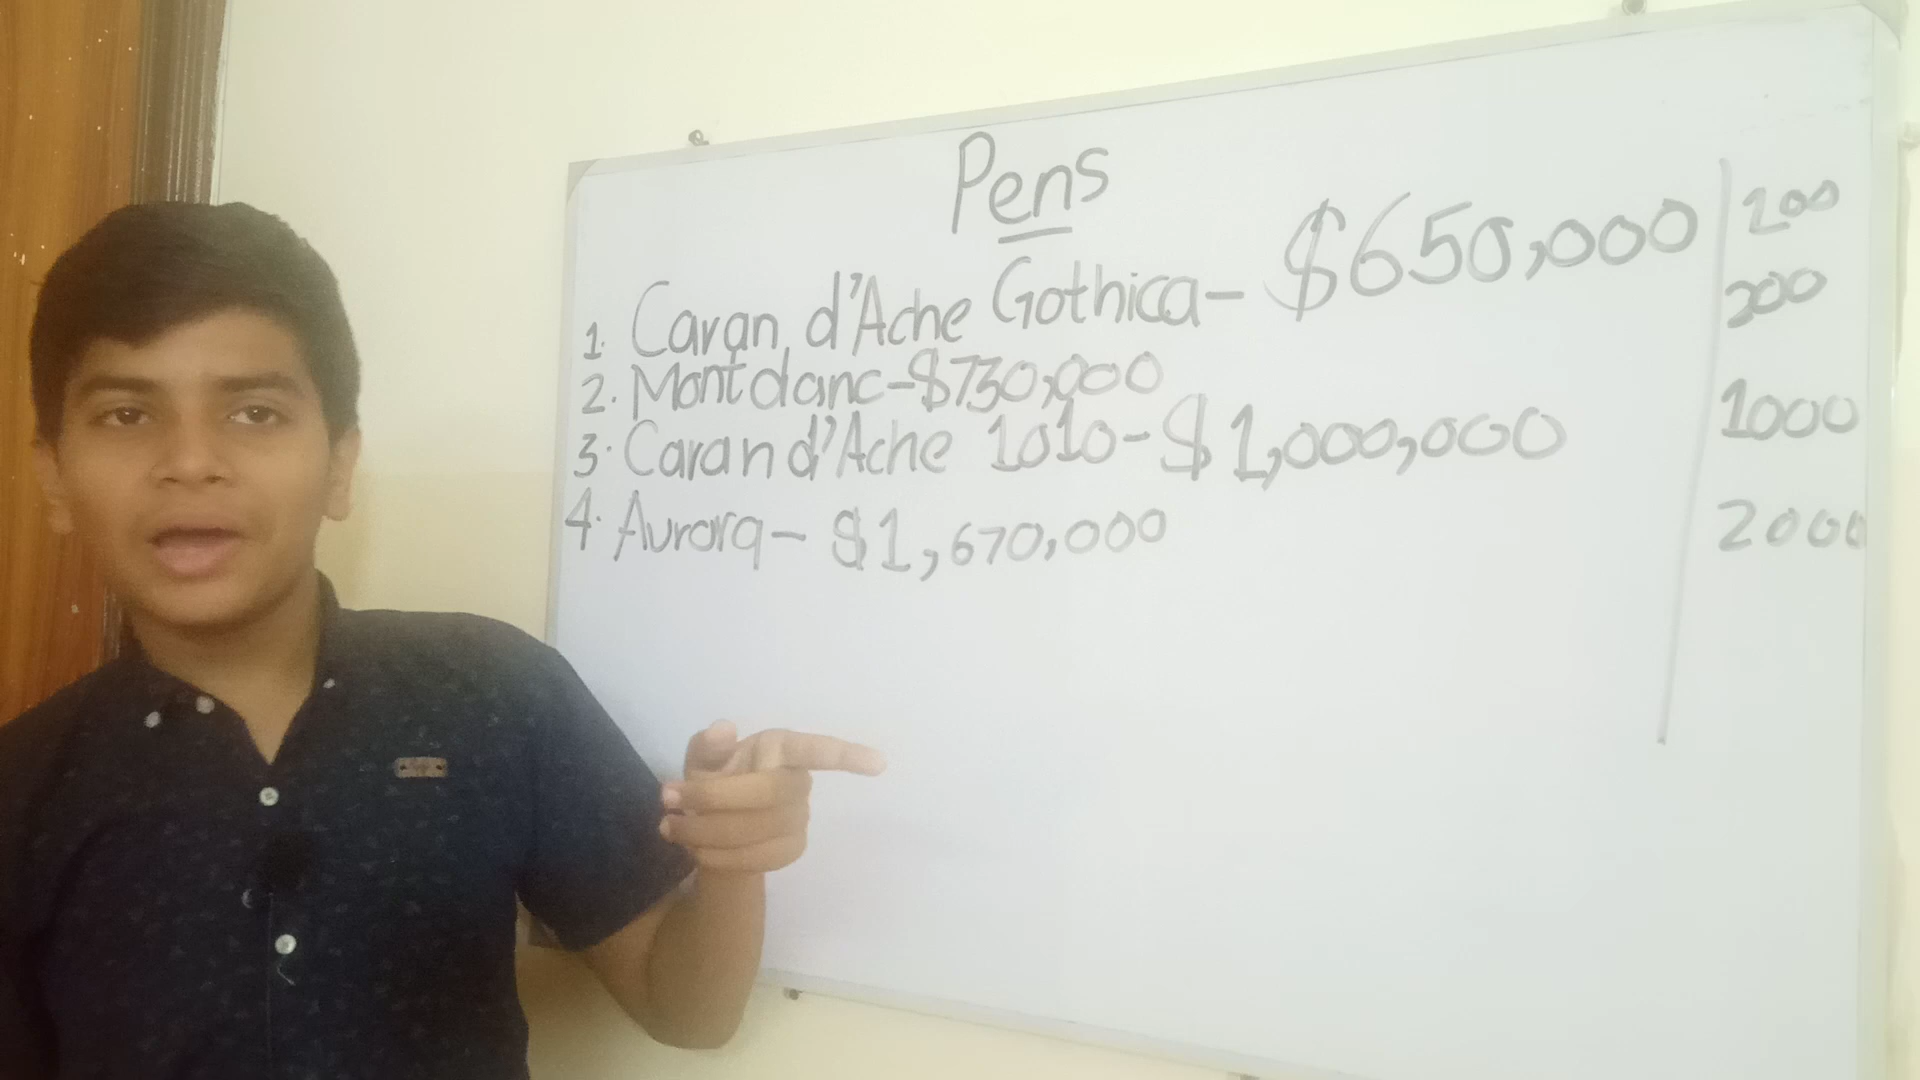 Pens
1. Caran d'Ache Gothica - $650,000
2. Montdanc - $730,000
3. Caran d'Ache 1010 - $1,000,000
4. Aurora - $1,670,000
200
200
1000
2000